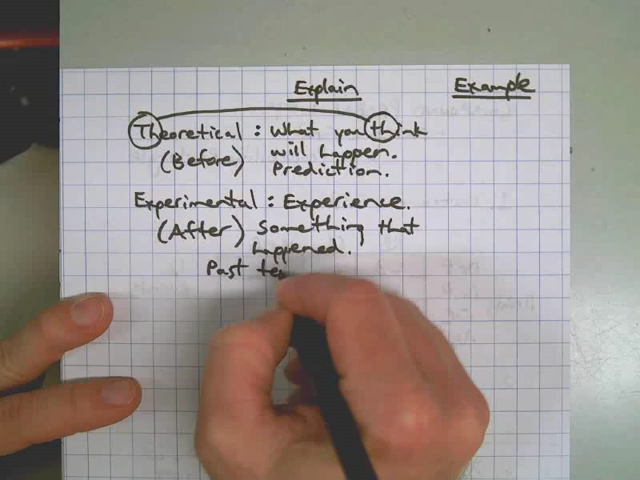 Explain Example
Theoretical : What you think
(Before) will happen.
Prediction.
Experimental : Experience.
(After) Something that
happened.
Past te